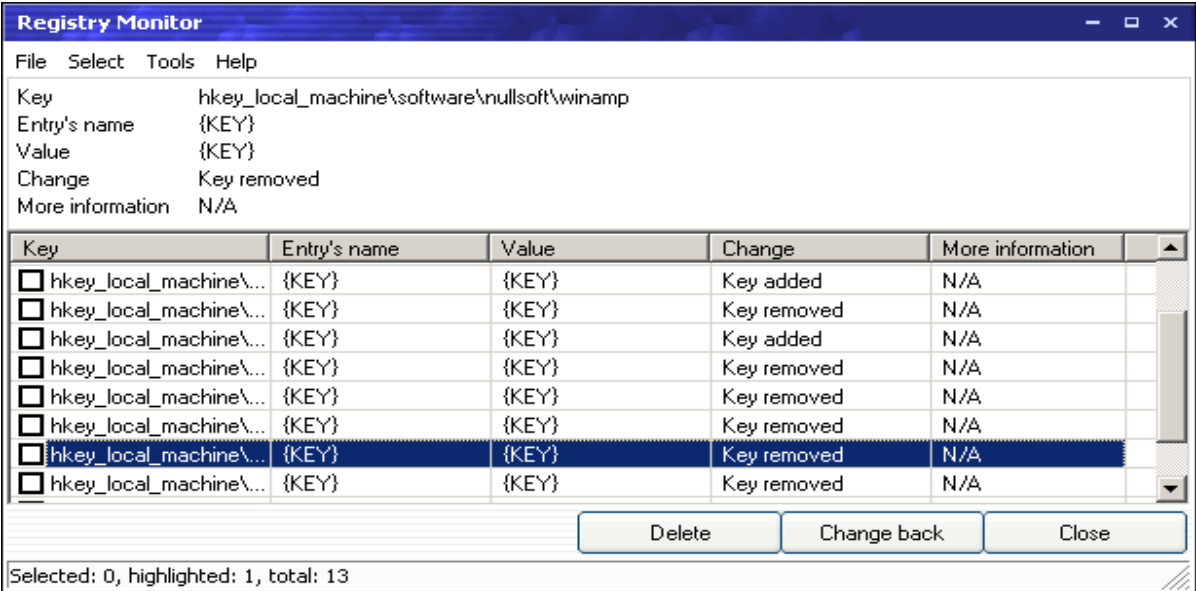 Registry Monitor
File Select Tools Help
Key hkey_local_machine\software\nullsoft\winamp
Entry's name {KEY}
Value {KEY}
Change Key removed
More information N/A
Key Entry's name Value Change More information
hkey_local_machine\... {KEY} {KEY} Key added N/A
hkey_local_machine\... {KEY} {KEY} Key removed N/A
hkey_local_machine\... {KEY} {KEY} Key added N/A
hkey_local_machine\... {KEY} {KEY} Key removed N/A
hkey_local_machine\... {KEY} {KEY} Key removed N/A
hkey_local_machine\... {KEY} {KEY} Key removed N/A
hkey_local_machine\... {KEY} {KEY} Key removed N/A
hkey_local_machine\... {KEY} {KEY} Key removed N/A
Delete Change back Close
Selected: 0, highlighted: 1, total: 13